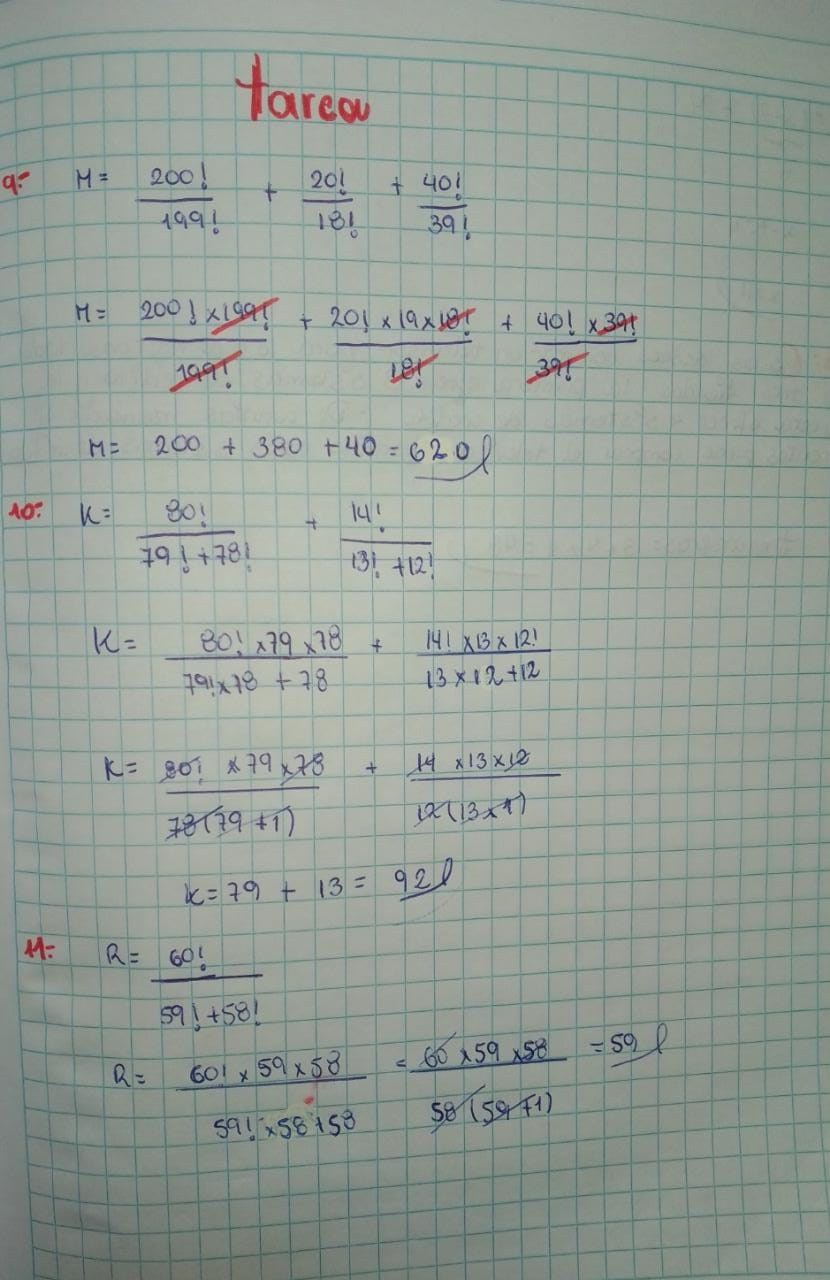 tarea
9.- M = 200!/199! + 20!/18! + 40!/39!
M = 200! x 199!/199! + 20! x 19 x 18!/18! + 40! x 39!/39!
M = 200 + 380 + 40 = 620
10.- K = 80!/79! + 78! + 14!/13! + 12!
K = 80! x 79 x 78/79! x 78 + 78 + 14! x 13 x 12!/13 x 12 + 12
K = 80! x 79 x 78/78 (79 + 1) + 14 x 13 x 12/12 (13 x 1)
K = 79 + 13 = 92
11.- R = 60!/59! + 58!
R = 60! x 59 x 58/59! x 58 + 58 = 60 x 59 x 58/58 (59 + 1) = 59